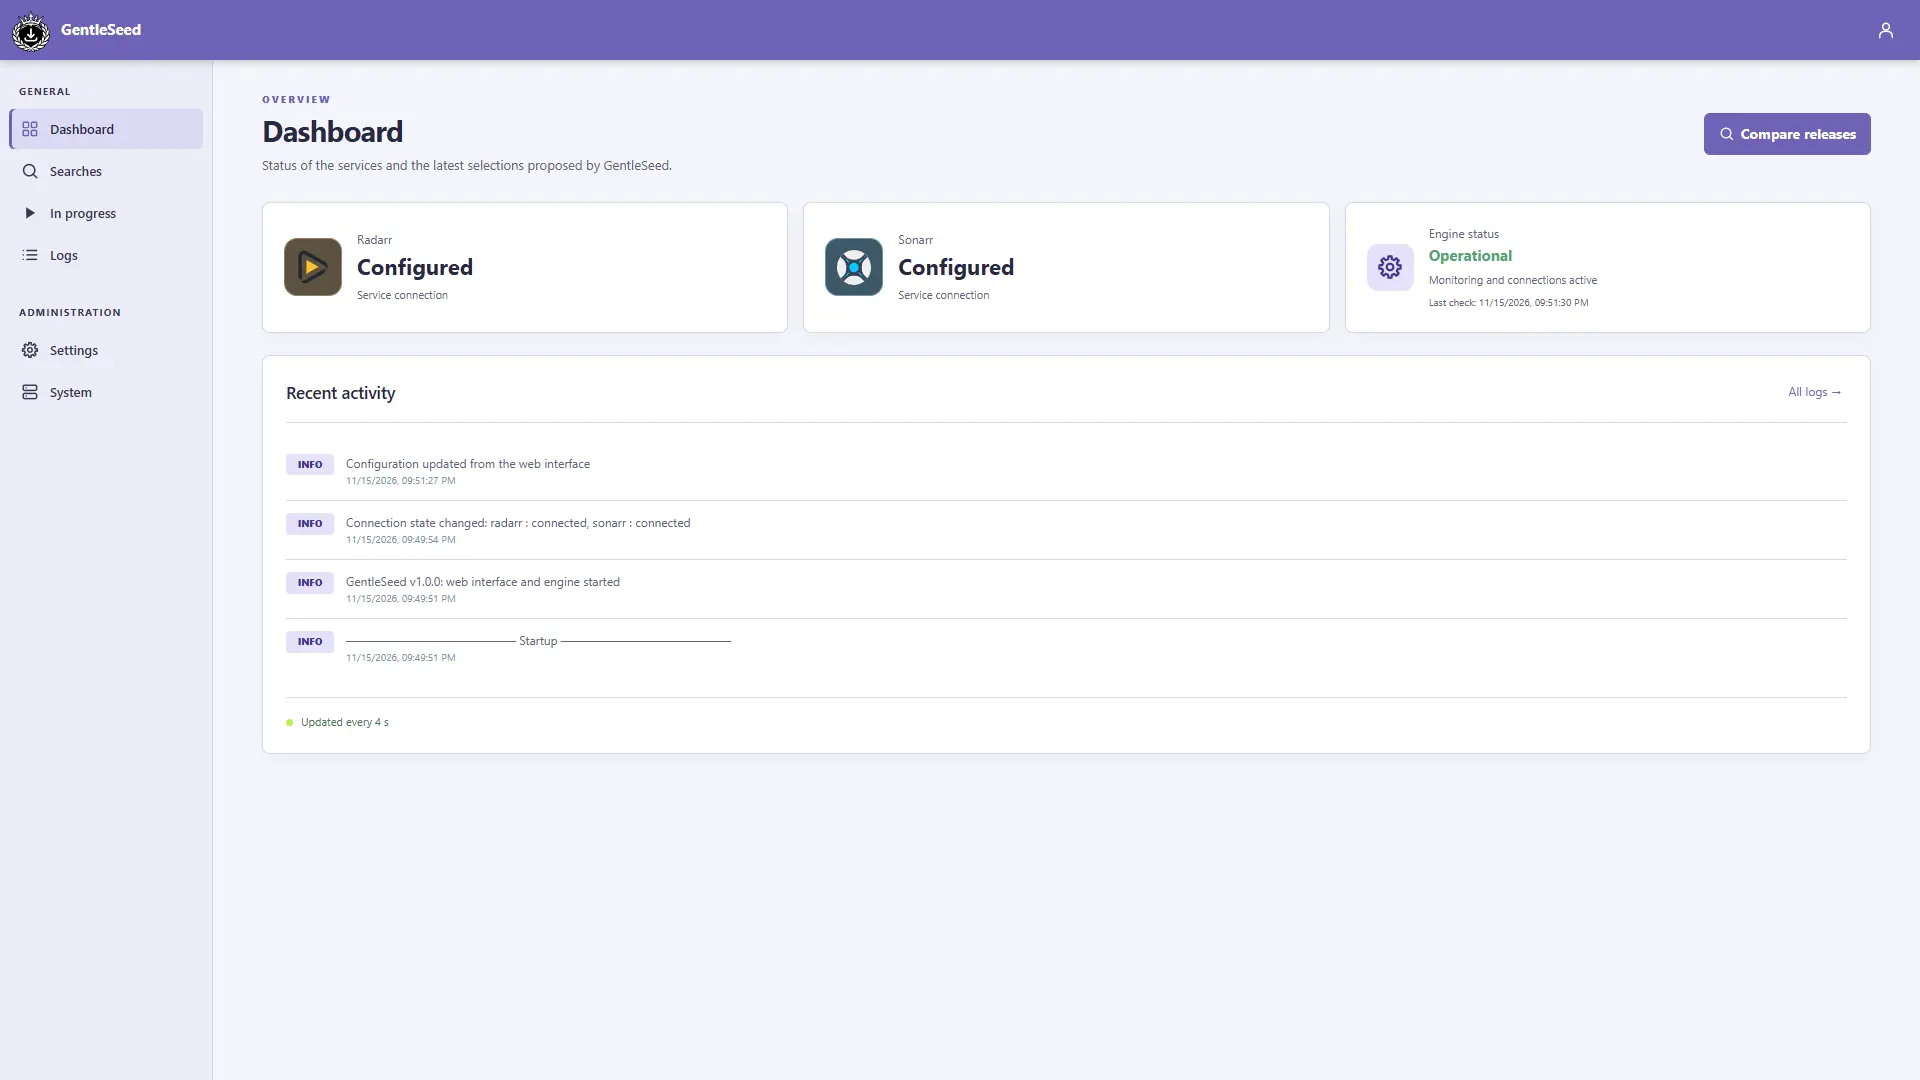 GentleSeed
GENERAL
Dashboard
Searches
In progress
Logs
ADMINISTRATION
Settings
System
OVERVIEW
Dashboard
Status of the services and the latest selections proposed by GentleSeed.
Compare releases
Radarr
Configured
Service connection
Sonarr
Configured
Service connection
Engine status
Operational
Monitoring and connections active
Last check: 11/15/2026, 09:51:30 PM
Recent activity
All logs →
INFO Configuration updated from the web interface
11/15/2026, 09:51:27 PM
INFO Connection state changed: radarr : connected, sonarr : connected
11/15/2026, 09:49:54 PM
INFO GentleSeed v1.0.0: web interface and engine started
11/15/2026, 09:49:51 PM
INFO ——————————————— Startup ———————————————
11/15/2026, 09:49:51 PM
Updated every 4 s